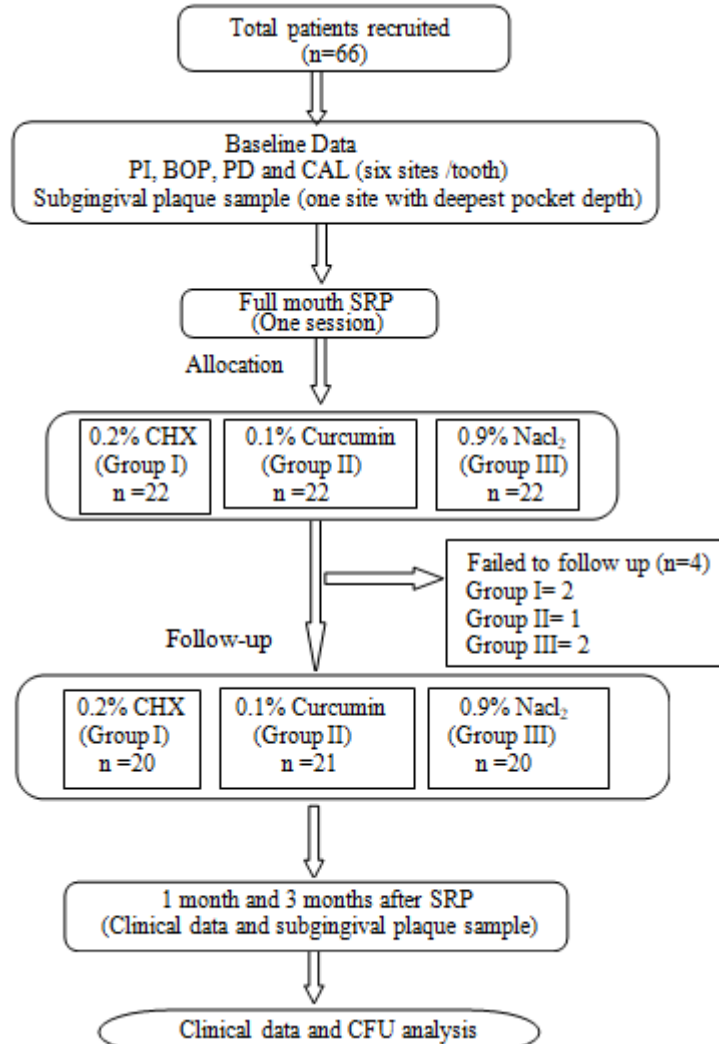 Total patients recruited
(n=66)
Baseline Data
PI, BOP, PD and CAL (six sites /tooth)
Subgingival plaque sample (one site with deepest pocket depth)
Full mouth SRP
(One session)
Allocation
0.2% CHX
(Group I)
n =22
0.1% Curcumin
(Group II)
n =22
0.9% Nacl₂
(Group III)
n =22
Failed to follow up (n=4)
Group I= 2
Group II= 1
Group III= 2
Follow-up
0.2% CHX
(Group I)
n =20
0.1% Curcumin
(Group II)
n =21
0.9% Nacl₂
(Group III)
n =20
1 month and 3 months after SRP
(Clinical data and subgingival plaque sample)
Clinical data and CFU analysis